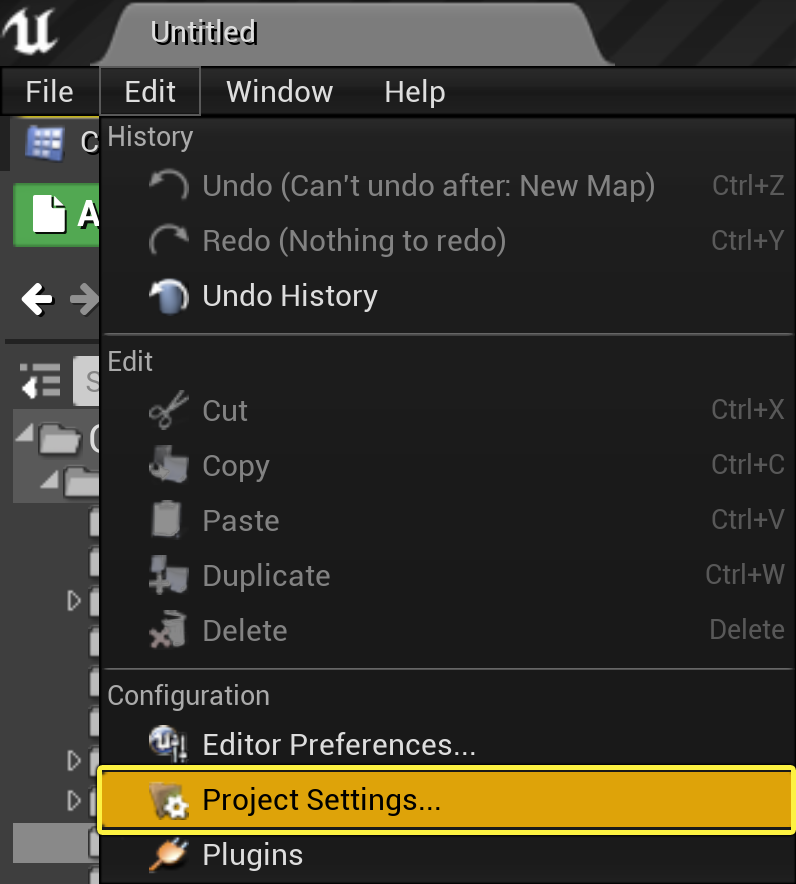 Untitled
File Edit Window Help
History
Undo (Can't undo after: New Map) Ctrl+Z
Redo (Nothing to redo) Ctrl+Y
Undo History
Edit
Cut Ctrl+X
Copy Ctrl+C
Paste Ctrl+V
Duplicate Ctrl+W
Delete Delete
Configuration
Editor Preferences...
Project Settings...
Plugins